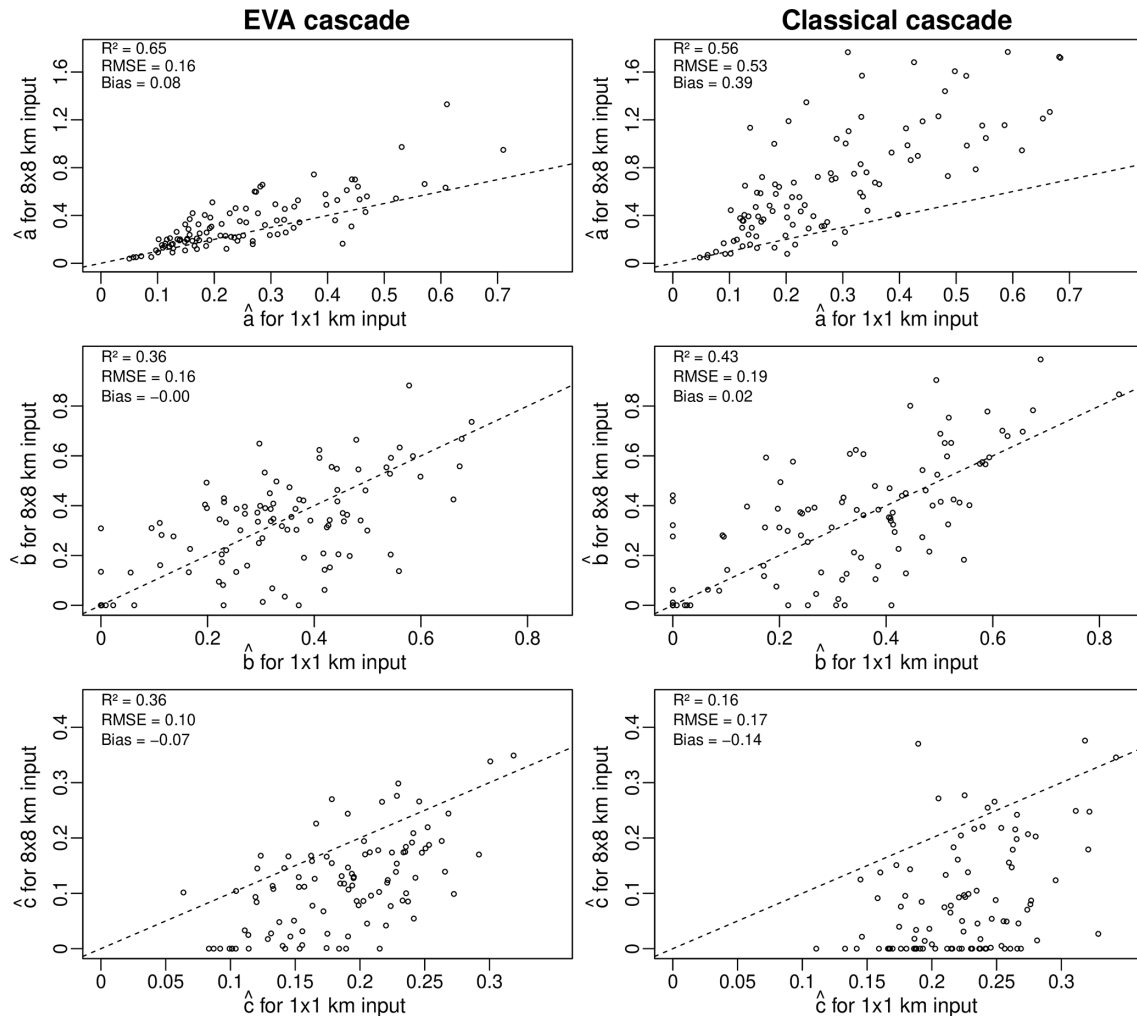 EVA cascade
Classical cascade
R² = 0.65
RMSE = 0.16
Bias = 0.08
0 0.4 0.8 1.2 1.6
â for 8x8 km input
0 0.1 0.2 0.3 0.4 0.5 0.6 0.7
â for 1x1 km input
R² = 0.56
RMSE = 0.53
Bias = 0.39
0 0.4 0.8 1.2 1.6
â for 8x8 km input
0 0.1 0.2 0.3 0.4 0.5 0.6 0.7
â for 1x1 km input
R² = 0.36
RMSE = 0.16
Bias = −0.00
0 0.2 0.4 0.6 0.8
b̂ for 8x8 km input
0 0.2 0.4 0.6 0.8
b̂ for 1x1 km input
R² = 0.43
RMSE = 0.19
Bias = 0.02
0 0.2 0.4 0.6 0.8
b̂ for 8x8 km input
0 0.2 0.4 0.6 0.8
b̂ for 1x1 km input
R² = 0.36
RMSE = 0.10
Bias = −0.07
0 0.1 0.2 0.3 0.4
ĉ for 8x8 km input
0 0.05 0.1 0.15 0.2 0.25 0.3
ĉ for 1x1 km input
R² = 0.16
RMSE = 0.17
Bias = −0.14
0 0.1 0.2 0.3 0.4
ĉ for 8x8 km input
0 0.05 0.1 0.15 0.2 0.25 0.3
ĉ for 1x1 km input